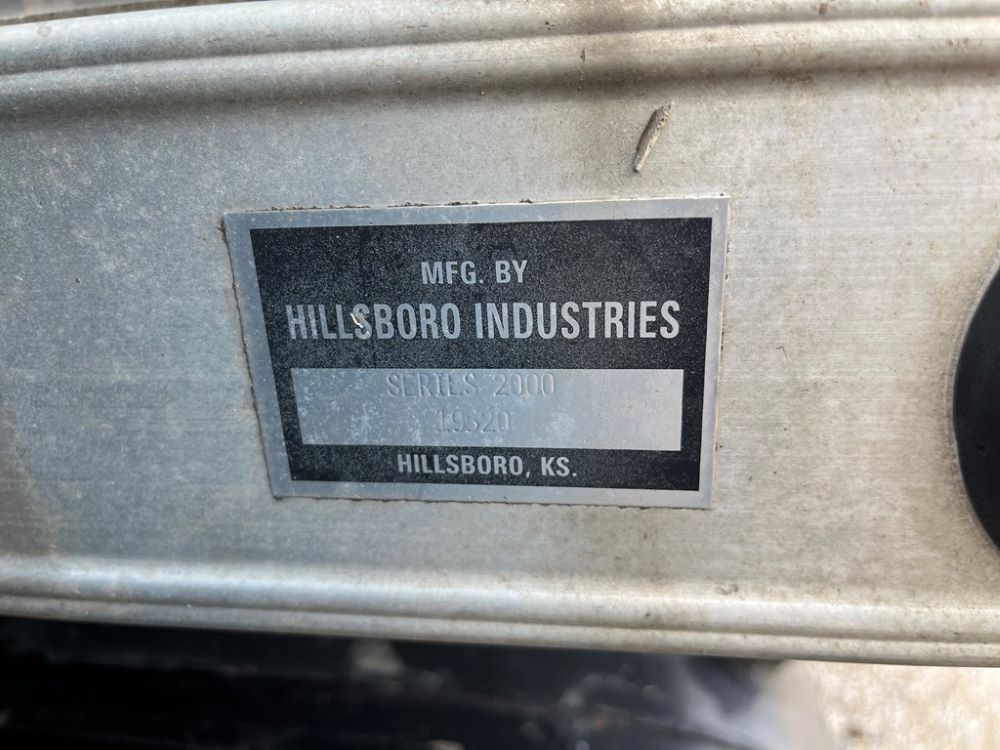 MFG. BY
HILLSBORO INDUSTRIES
SERIES 2000
19520
HILLSBORO, KS.